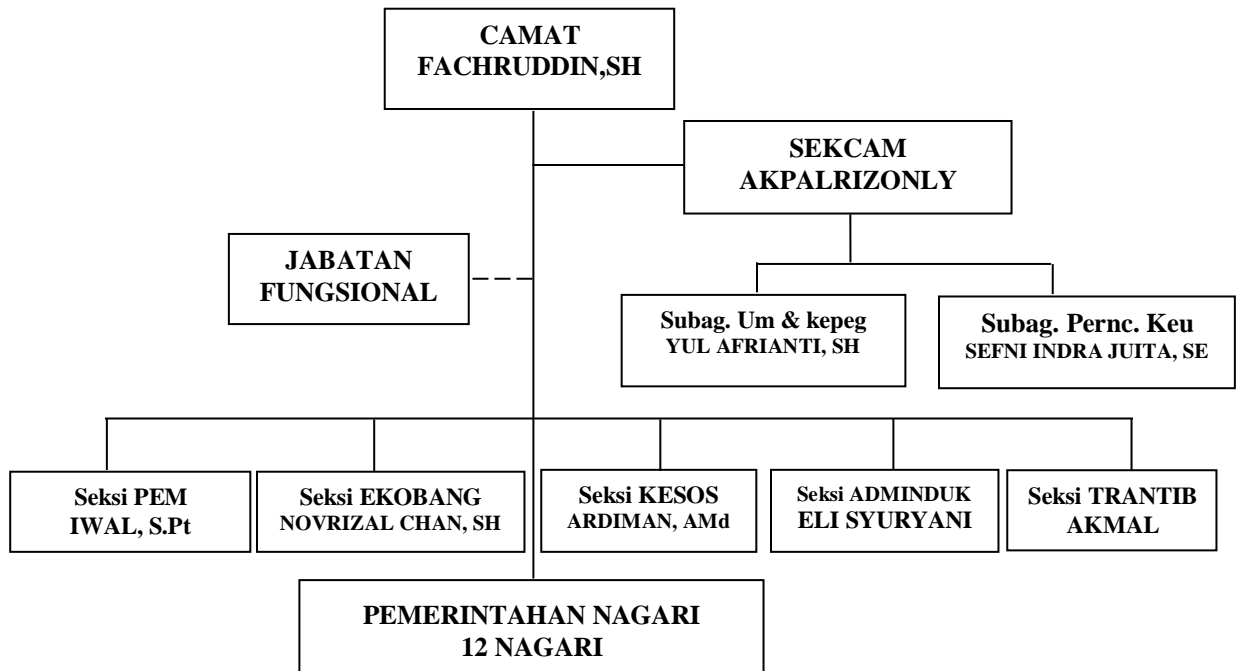 CAMAT
FACHRUDDIN,SH
SEKCAM
AKPALRIZONLY
JABATAN
FUNGSIONAL
Subag. Um & kepeg
YUL AFRIANTI, SH
Subag. Pernc. Keu
SEFNI INDRA JUITA, SE
Seksi PEM
IWAL, S.Pt
Seksi EKOBANG
NOVRIZAL CHAN, SH
Seksi KESOS
ARDIMAN, AMd
Seksi ADMINDUK
ELI SYURYANI
Seksi TRANTIB
AKMAL
PEMERINTAHAN NAGARI
12 NAGARI